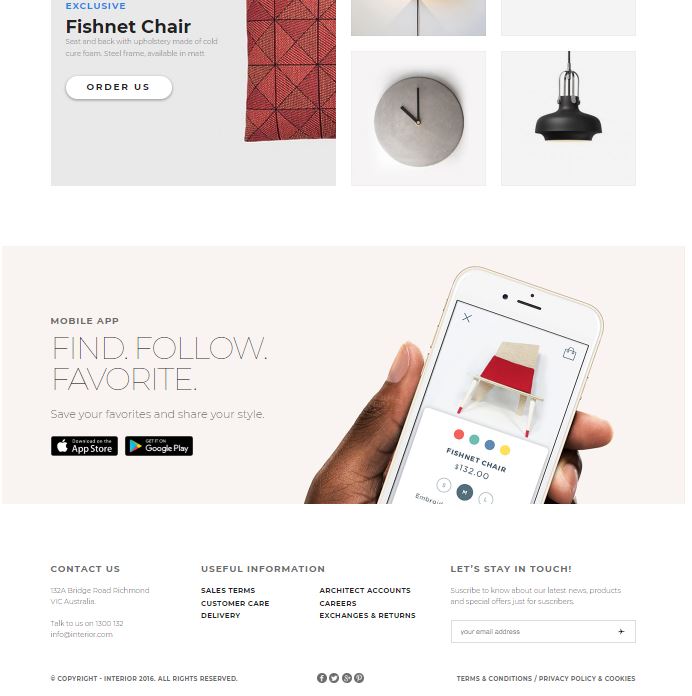 EXCLUSIVE
Fishnet Chair
Seat and back with upholstery made of cold
cure foam. Steel frame, available in matt
ORDER US
MOBILE APP
FIND. FOLLOW.
FAVORITE.
Save your favorites and share your style.
Download on the
App Store
GET IT ON
Google Play
FISHNET CHAIR
$132.00
S M L
CONTACT US
132A Bridge Road Richmond
VIC Australia.
Talk to us on 1300 132
info@interior.com
USEFUL INFORMATION
SALES TERMS
CUSTOMER CARE
DELIVERY
ARCHITECT ACCOUNTS
CAREERS
EXCHANGES & RETURNS
LET'S STAY IN TOUCH!
Suscribe to know about our latest news, products
and special offers just for suscribers.
your email address
© COPYRIGHT - INTERIOR 2016. ALL RIGHTS RESERVED.
TERMS & CONDITIONS / PRIVACY POLICY & COOKIES